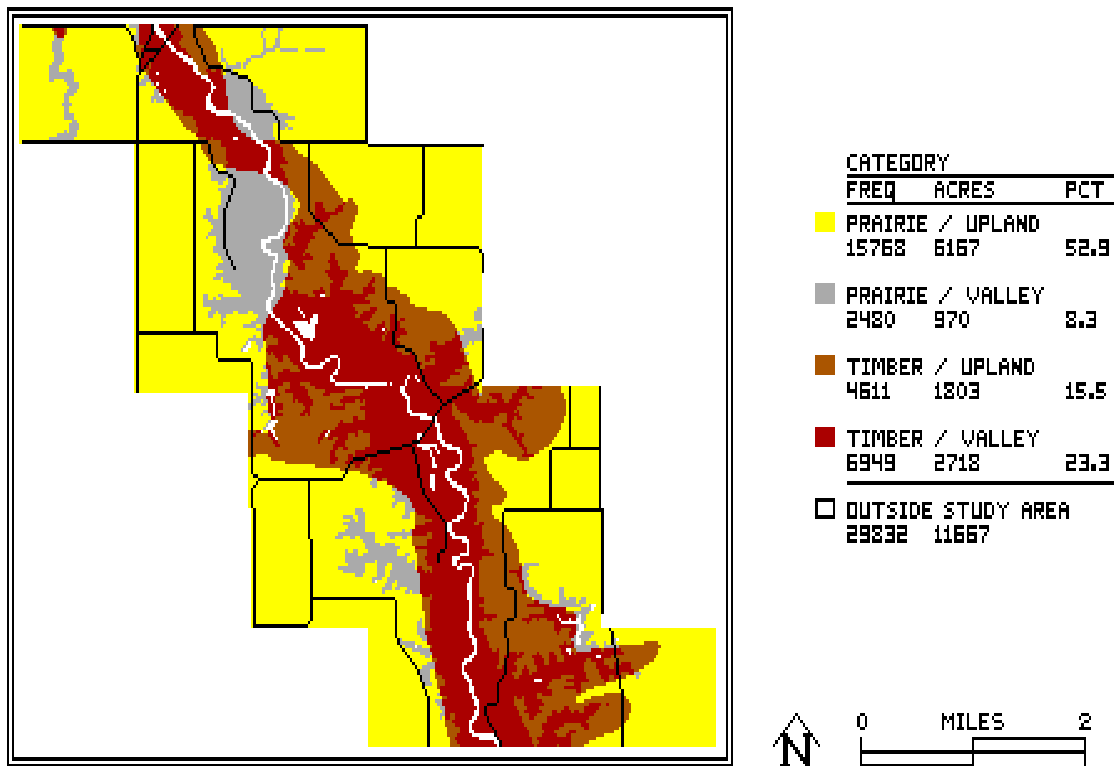 CATEGORY
FREQ ACRES PCT
PRAIRIE / UPLAND
15768 6167 52.9
PRAIRIE / VALLEY
2480 970 8.3
TIMBER / UPLAND
4611 1803 15.5
TIMBER / VALLEY
6949 2718 23.3
OUTSIDE STUDY AREA
29832 11667
N
0 MILES 2